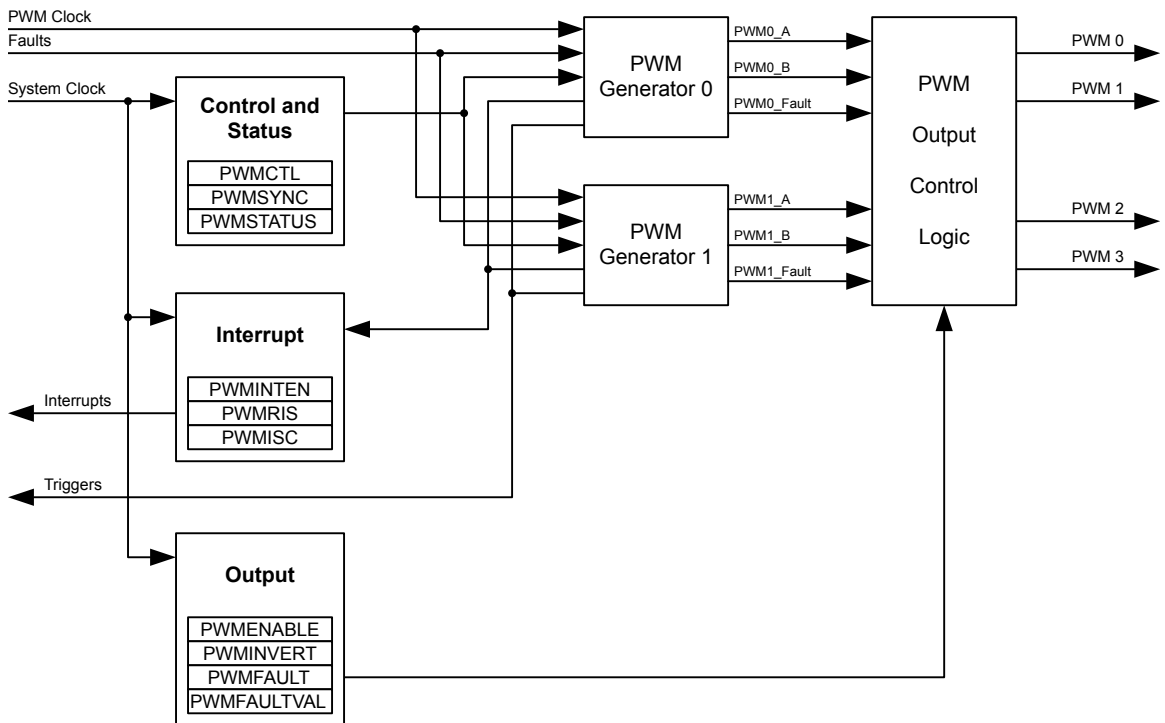 PWM Clock
Faults
System Clock
Control and
Status
PWMCTL
PWMSYNC
PWMSTATUS
Interrupt
PWMINTEN
PWMRIS
PWMISC
Interrupts
Triggers
Output
PWMENABLE
PWMINVERT
PWMFAULT
PWMFAULTVAL
PWM
Generator 0
PWM0_A
PWM0_B
PWM0_Fault
PWM
Generator 1
PWM1_A
PWM1_B
PWM1_Fault
PWM
Output
Control
Logic
PWM 0
PWM 1
PWM 2
PWM 3